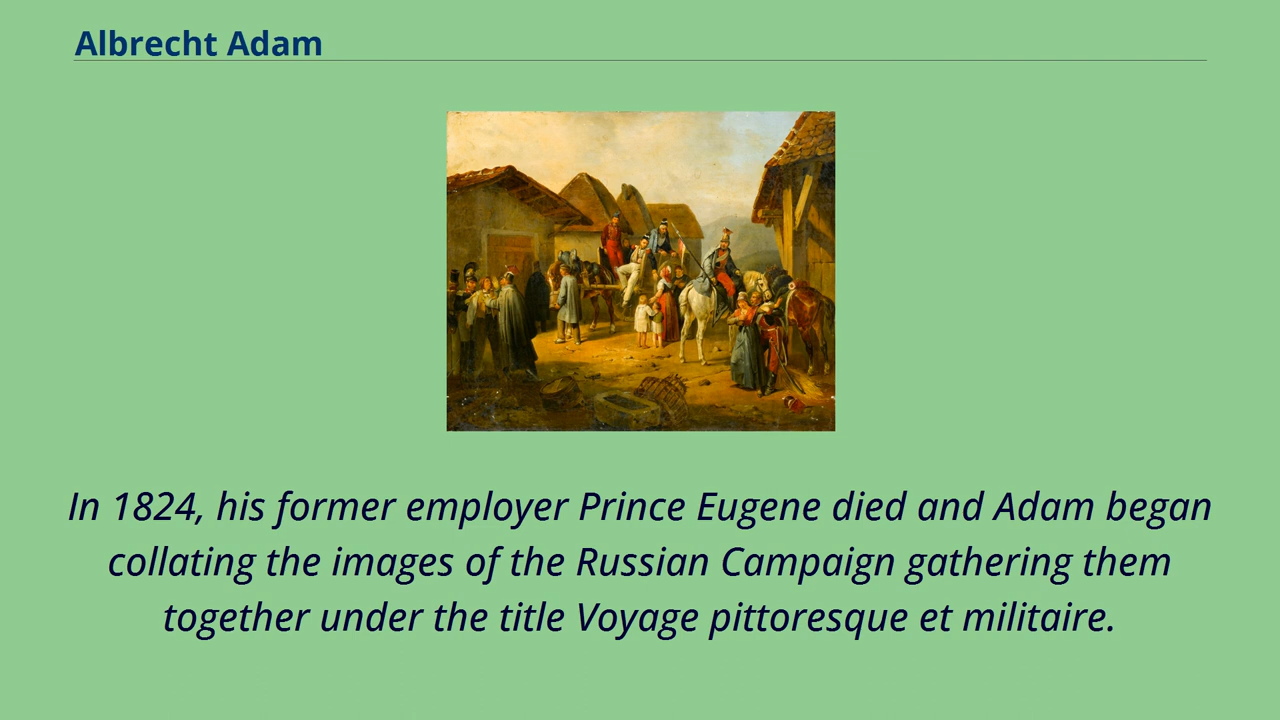 Albrecht Adam
In 1824, his former employer Prince Eugene died and Adam began
collating the images of the Russian Campaign gathering them
together under the title Voyage pittoresque et militaire.